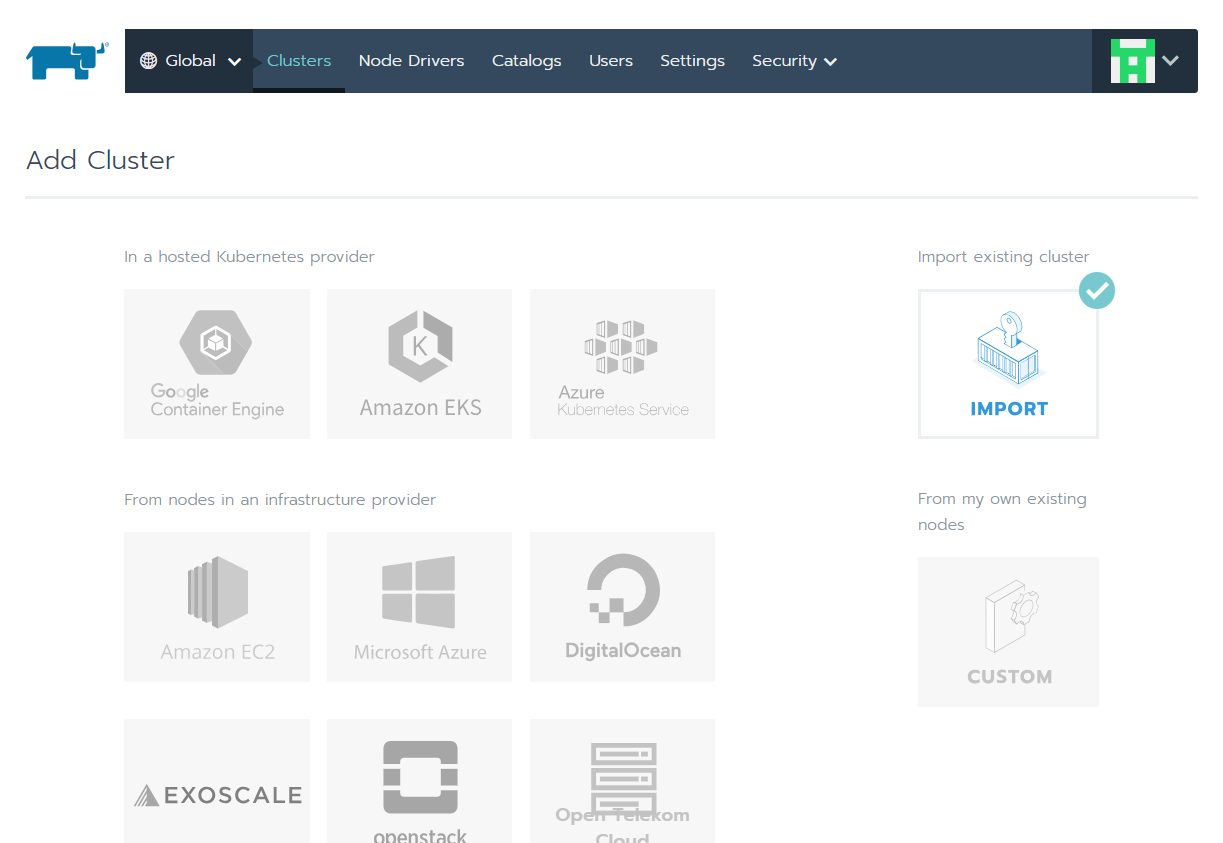 Global Clusters Node Drivers Catalogs Users Settings Security
Add Cluster
In a hosted Kubernetes provider
Google
Container Engine
K
Amazon EKS
Azure
Kubernetes Service
Import existing cluster
IMPORT
From nodes in an infrastructure provider
Amazon EC2
Microsoft Azure
DigitalOcean
From my own existing
nodes
CUSTOM
EXOSCALE
openstack
Open Telekom
Cloud